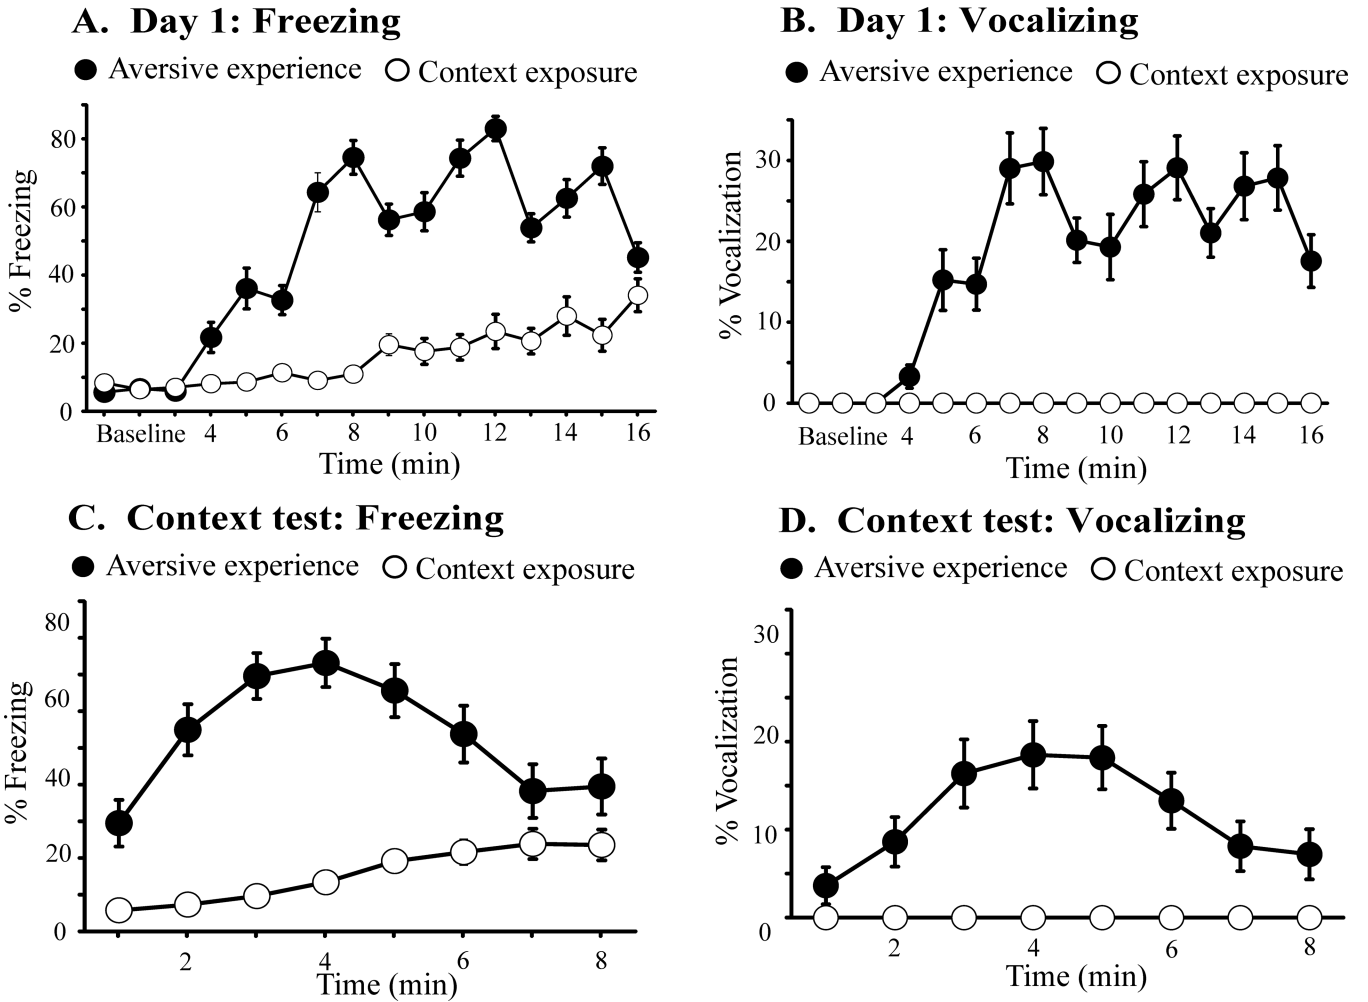 A. Day 1: Freezing
Aversive experience Context exposure
% Freezing
80
60
40
20
0
Baseline 4 6 8 10 12 14 16
Time (min)
B. Day 1: Vocalizing
Aversive experience Context exposure
% Vocalization
30
20
10
0
Baseline 4 6 8 10 12 14 16
Time (min)
C. Context test: Freezing
Aversive experience Context exposure
% Freezing
80
60
40
20
0
2 4 6 8
Time (min)
D. Context test: Vocalizing
Aversive experience Context exposure
% Vocalization
30
20
10
0
2 4 6 8
Time (min)